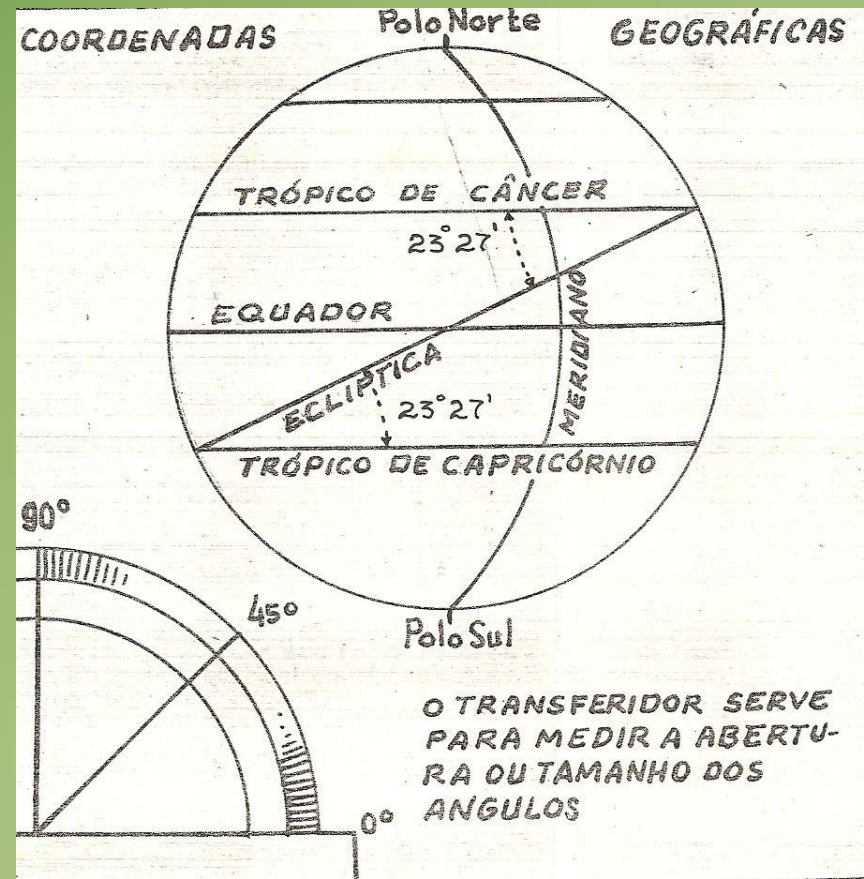 COORDENADAS GEOGRÁFICAS
Polo Norte
TRÓPICO DE CÂNCER
23°27'
EQUADOR
MERIDIANO
ECLIPTICA
23°27'
TRÓPICO DE CAPRICÓRNIO
Polo Sul
90°
45°
0°
O TRANSFERIDOR SERVE
PARA MEDIR A ABERTU-
RA OU TAMANHO DOS
ANGULOS